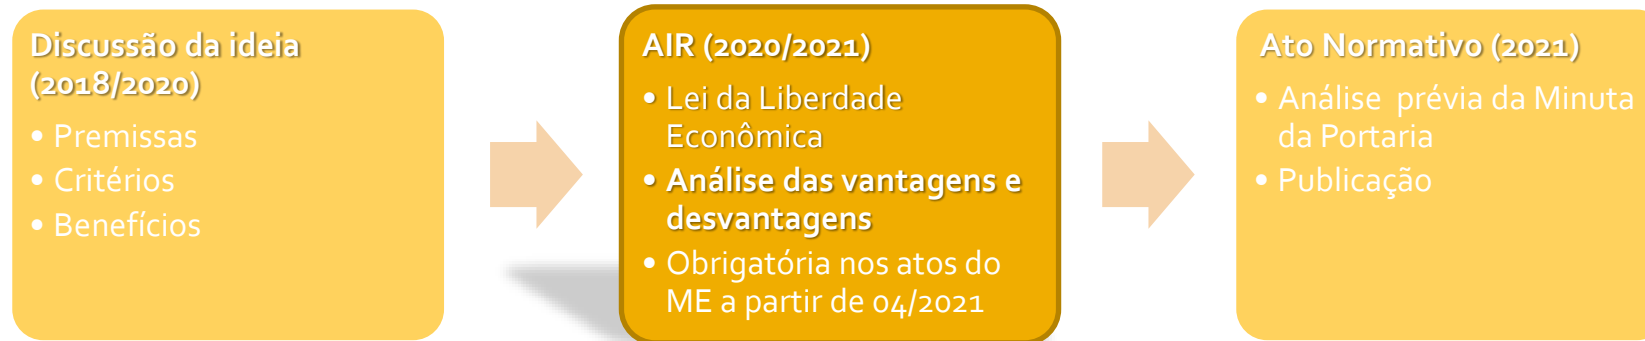 Discussão da ideia
(2018/2020)
• Premissas
• Critérios
• Benefícios
AIR (2020/2021)
• Lei da Liberdade
Econômica
• Análise das vantagens e
desvantagens
• Obrigatória nos atos do
ME a partir de 04/2021
Ato Normativo (2021)
• Análise prévia da Minuta
da Portaria
• Publicação